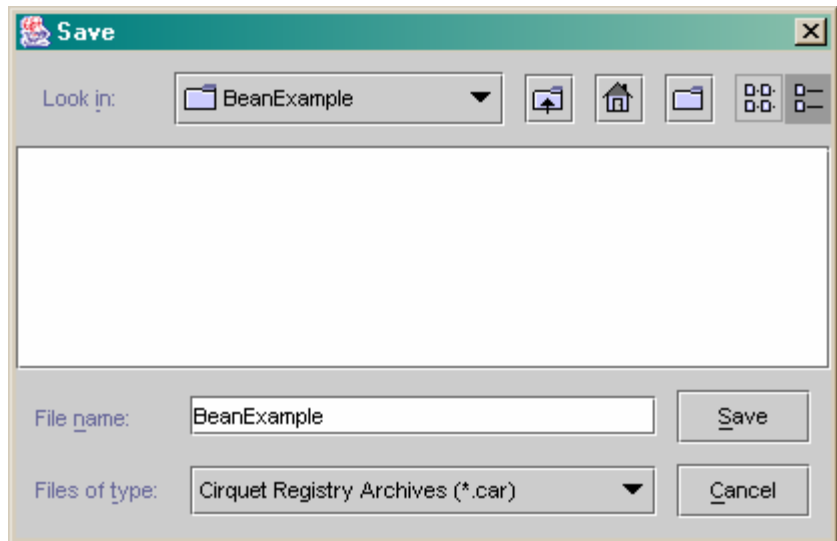 Save
Look in:
BeanExample
File name:
BeanExample
Save
Files of type:
Cirquet Registry Archives (*.car)
Cancel